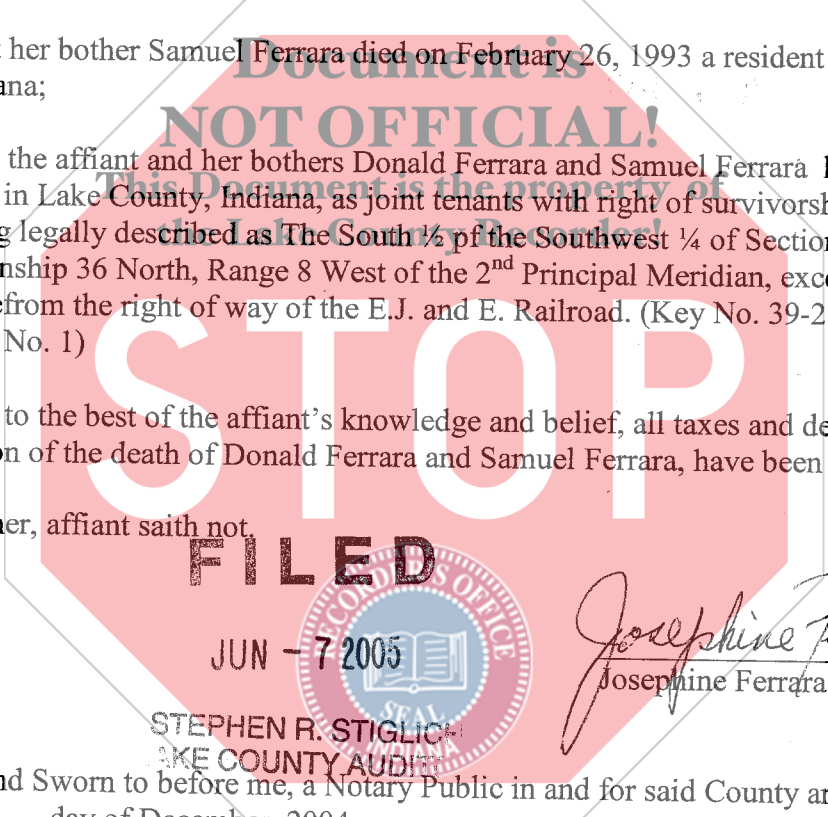 her bother Samuel Ferrara died on February 26, 1993 a resident
Document is
ana;
NOT OFFICIAL!
the affiant and her bothers Donald Ferrara and Samuel Ferrara
This Document is the property of
in Lake County, Indiana, as joint tenants with right of survivorsh
the Lake County Recorder!
g legally described as The South ½ pf the Southwest ¼ of Section
nship 36 North, Range 8 West of the 2nd Principal Meridian, exce
from the right of way of the E.J. and E. Railroad. (Key No. 39-2
No. 1)
STOP
to the best of the affiant's knowledge and belief, all taxes and de
on of the death of Donald Ferrara and Samuel Ferrara, have been
er, affiant saith not.
FILED
RECORDER'S OFFICE
JUN - 7 2005
Josephine F
Josephine Ferrara
SEAL
INDIANA
STEPHEN R. STIGLICH
AKE COUNTY AUDIT
nd Sworn to before me, a Notary Public in and for said County an
day of December, 2004